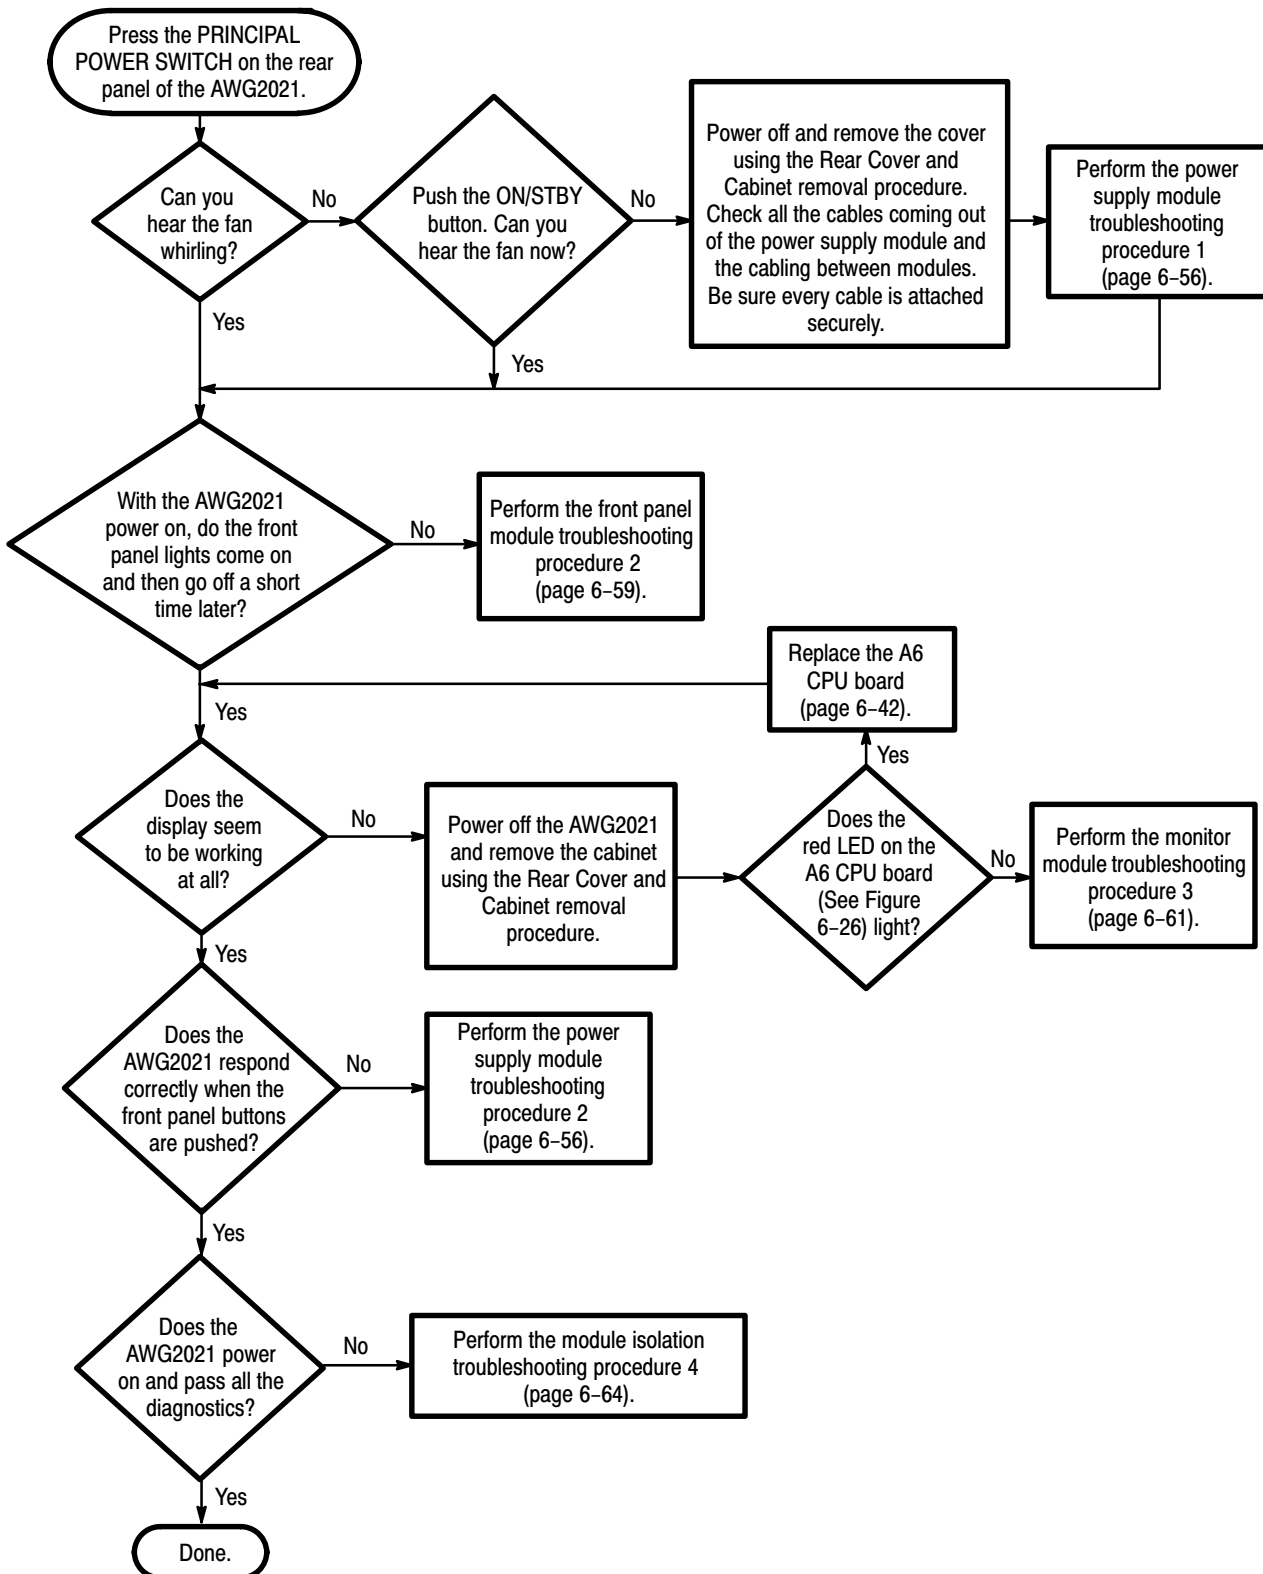 Press the PRINCIPAL
POWER SWITCH on the rear
panel of the AWG2021.
Can you
hear the fan
whirling?
No
Push the ON/STBY
button. Can you
hear the fan now?
No
Power off and remove the cover
using the Rear Cover and
Cabinet removal procedure.
Check all the cables coming out
of the power supply module and
the cabling between modules.
Be sure every cable is attached
securely.
Perform the power
supply module
troubleshooting
procedure 1
(page 6–56).
Yes
Yes
With the AWG2021
power on, do the front
panel lights come on
and then go off a short
time later?
No
Perform the front panel
module troubleshooting
procedure 2
(page 6–59).
Yes
Replace the A6
CPU board
(page 6–42).
Yes
Does the
display seem
to be working
at all?
No
Power off the AWG2021
and remove the cabinet
using the Rear Cover and
Cabinet removal
procedure.
Does the
red LED on the
A6 CPU board
(See Figure
6–26) light?
No
Perform the monitor
module troubleshooting
procedure 3
(page 6–61).
Yes
Does the
AWG2021 respond
correctly when the
front panel buttons
are pushed?
No
Perform the power
supply module
troubleshooting
procedure 2
(page 6–56).
Yes
Does the
AWG2021 power
on and pass all the
diagnostics?
No
Perform the module isolation
troubleshooting procedure 4
(page 6–64).
Yes
Done.